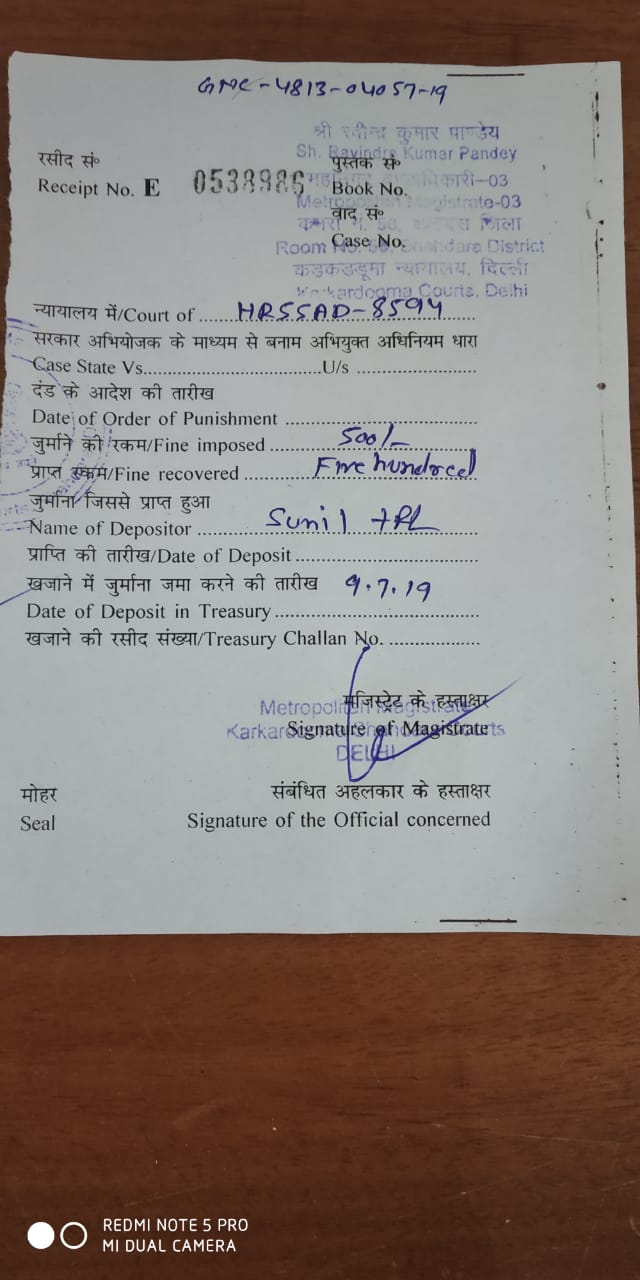 GMC-4813-04057-19
श्री रवीन्द्र कुमार पाण्डेय
Sh. Ravindra Kumar Pandey
रसीद सं० पुस्तक सं०
Receipt No. E 0538986 Book No.
Metropolitan Magistrate-03
वाद सं०
Case No.
Room No. Shahdara District
कड़कड़डूमा न्यायालय, दिल्ली
Karkardooma Courts, Delhi
न्यायालय में/Court of ...... HR55AD-8594
सरकार अभियोजक के माध्यम से बनाम अभियुक्त अधिनियम धारा
Case State Vs.................................U/s ......................
दंड के आदेश की तारीख
Date of Order of Punishment ...................................
जुर्माने की रकम/Fine imposed ............ 500/-
प्राप्त रकम/Fine recovered ............ Five hundred
जुर्माना जिससे प्राप्त हुआ
Name of Depositor ............ Sunil
प्राप्ति की तारीख/Date of Deposit.................................
खजाने में जुर्माना जमा करने की तारीख 9.7.19
Date of Deposit in Treasury.....................................
खजाने की रसीद संख्या/Treasury Challan No. .................
मजिस्ट्रेट के हस्ताक्षर
Metropolitan Magistrate
Signature of Magistrate
Courts
DELHI
मोहर संबंधित अहलकार के हस्ताक्षर
Seal Signature of the Official concerned
REDMI NOTE 5 PRO
MI DUAL CAMERA